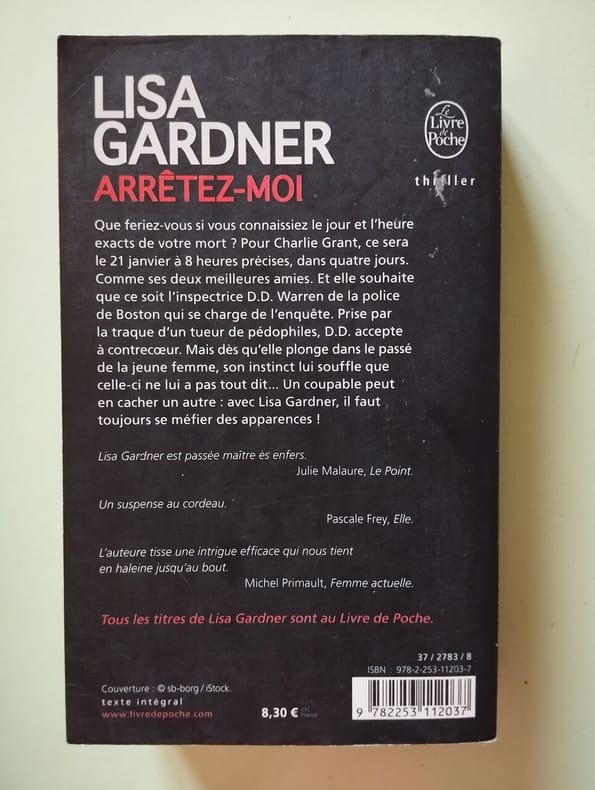 LISA
GARDNER
ARRÊTEZ-MOI
Le
Livre
de
Poche
thriller
Que feriez-vous si vous connaissiez le jour et l'heure
exacts de votre mort ? Pour Charlie Grant, ce sera
le 21 janvier à 8 heures précises, dans quatre jours.
Comme ses deux meilleures amies. Et elle souhaite
que ce soit l'inspectrice D.D. Warren de la police
de Boston qui se charge de l'enquête. Prise par
la traque d'un tueur de pédophiles, D.D. accepte
à contrecœur. Mais dès qu'elle plonge dans le passé
de la jeune femme, son instinct lui souffle que
celle-ci ne lui a pas tout dit... Un coupable peut
en cacher un autre : avec Lisa Gardner, il faut
toujours se méfier des apparences !
Lisa Gardner est passée maître ès enfers.
Julie Malaure, Le Point.
Un suspense au cordeau.
Pascale Frey, Elle.
L'auteure tisse une intrigue efficace qui nous tient
en haleine jusqu'au bout.
Michel Primault, Femme actuelle.
Tous les titres de Lisa Gardner sont au Livre de Poche.
37 / 2783 / 8
ISBN : 978-2-253-11203-7
Couverture : © sb-borg / iStock.
texte intégral
www.livredepoche.com
8,30 € TTC
France
9 782253 112037